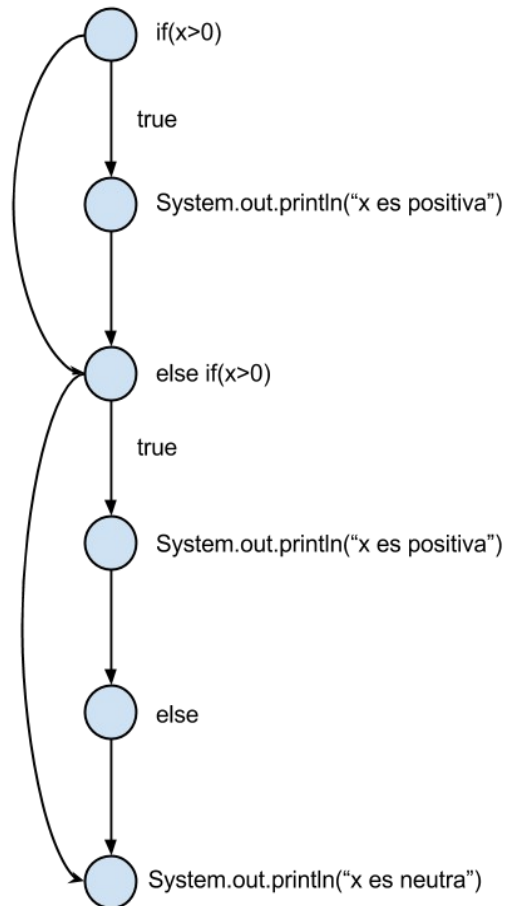 if(x>0)
true
System.out.println(“x es positiva”)
else if(x>0)
true
System.out.println(“x es positiva”)
else
System.out.println(“x es neutra”)